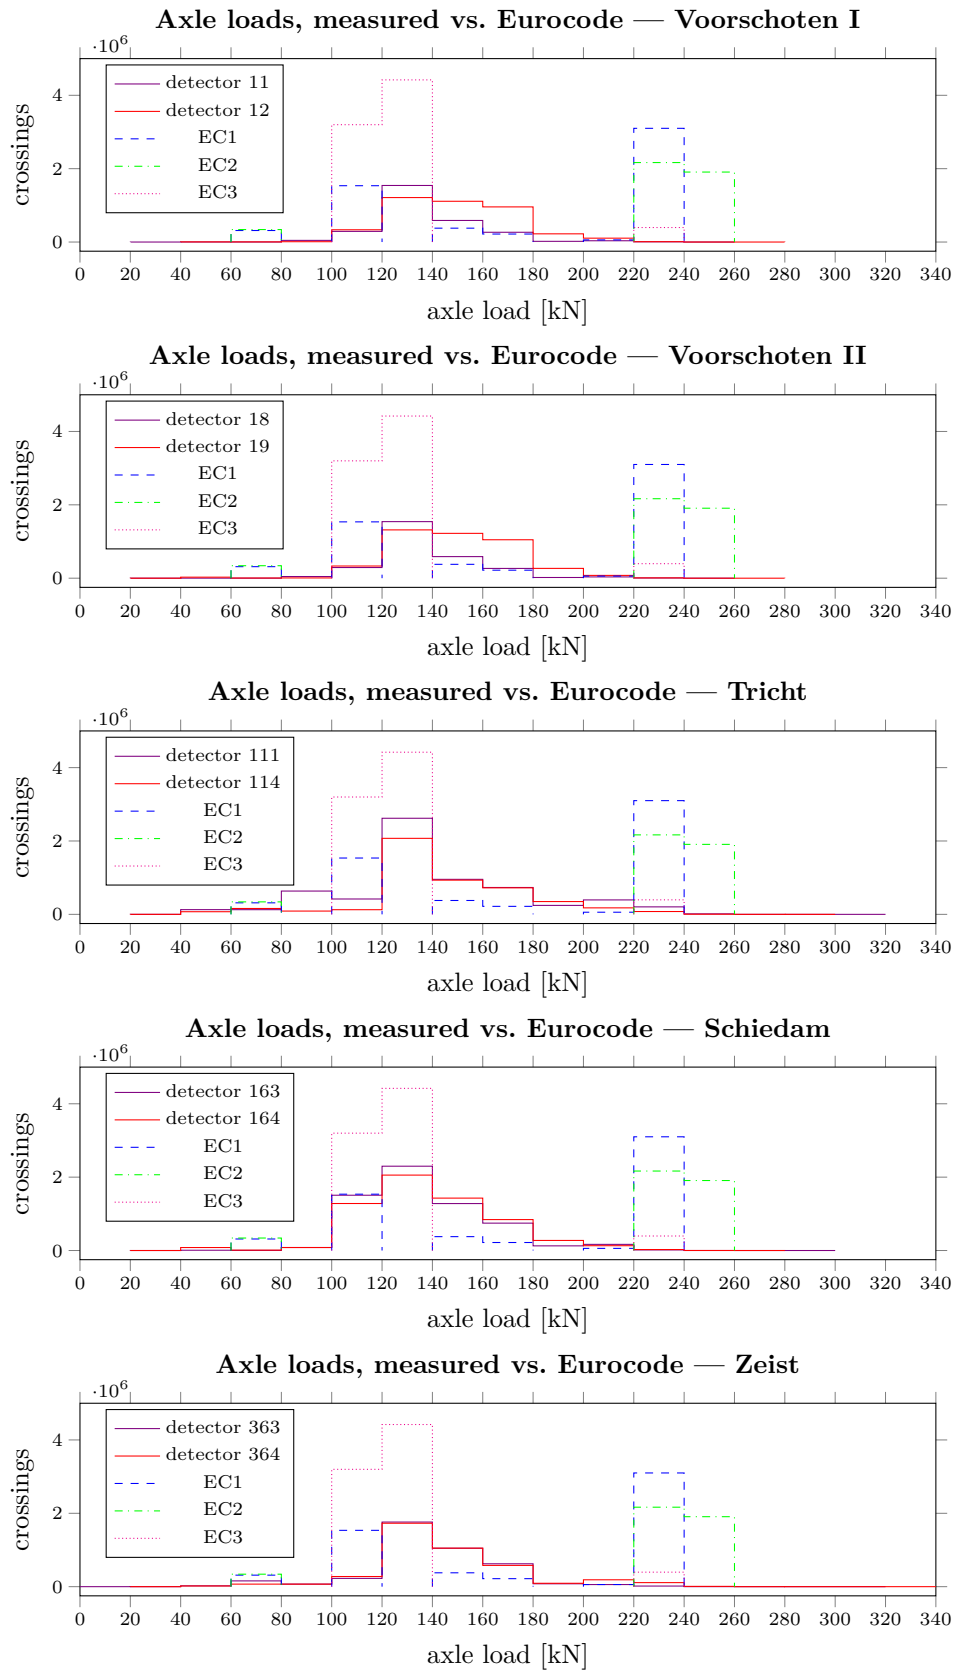 Axle loads, measured vs. Eurocode — Voorschoten I
·10⁶
detector 11
detector 12
EC1
EC2
EC3
4
2
0
crossings
0 20 40 60 80 100 120 140 160 180 200 220 240 260 280 300 320 340
axle load [kN]
Axle loads, measured vs. Eurocode — Voorschoten II
·10⁶
detector 18
detector 19
EC1
EC2
EC3
4
2
0
crossings
0 20 40 60 80 100 120 140 160 180 200 220 240 260 280 300 320 340
axle load [kN]
Axle loads, measured vs. Eurocode — Tricht
·10⁶
detector 111
detector 114
EC1
EC2
EC3
4
2
0
crossings
0 20 40 60 80 100 120 140 160 180 200 220 240 260 280 300 320 340
axle load [kN]
Axle loads, measured vs. Eurocode — Schiedam
·10⁶
detector 163
detector 164
EC1
EC2
EC3
4
2
0
crossings
0 20 40 60 80 100 120 140 160 180 200 220 240 260 280 300 320 340
axle load [kN]
Axle loads, measured vs. Eurocode — Zeist
·10⁶
detector 363
detector 364
EC1
EC2
EC3
4
2
0
crossings
0 20 40 60 80 100 120 140 160 180 200 220 240 260 280 300 320 340
axle load [kN]